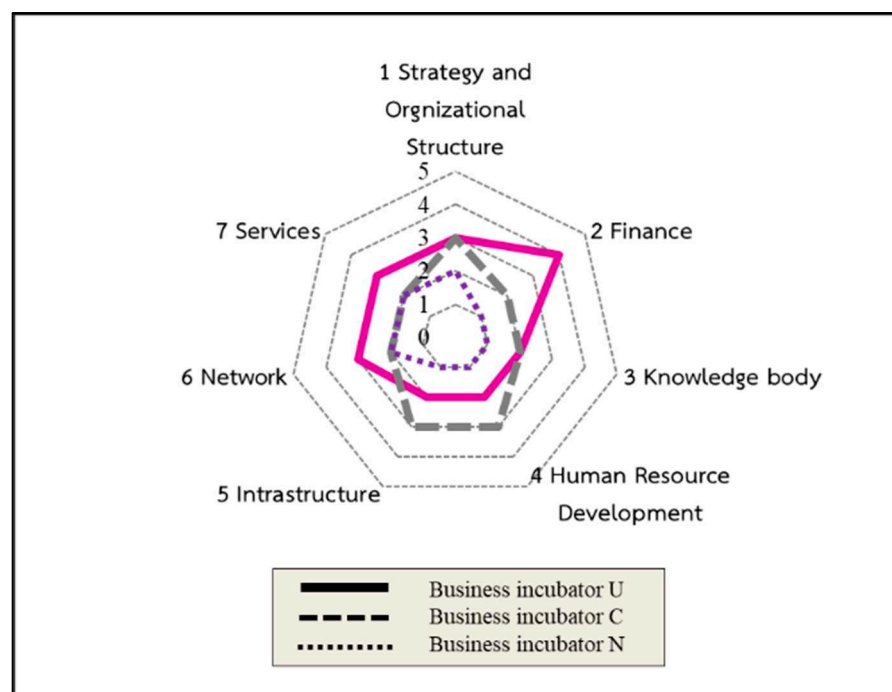 1 Strategy and
Orgnizational
Structure
5
4
3
2
1
0
7 Services
2 Finance
6 Network
3 Knowledge body
5 Intrastructure
4 Human Resource
Development
Business incubator U
Business incubator C
Business incubator N